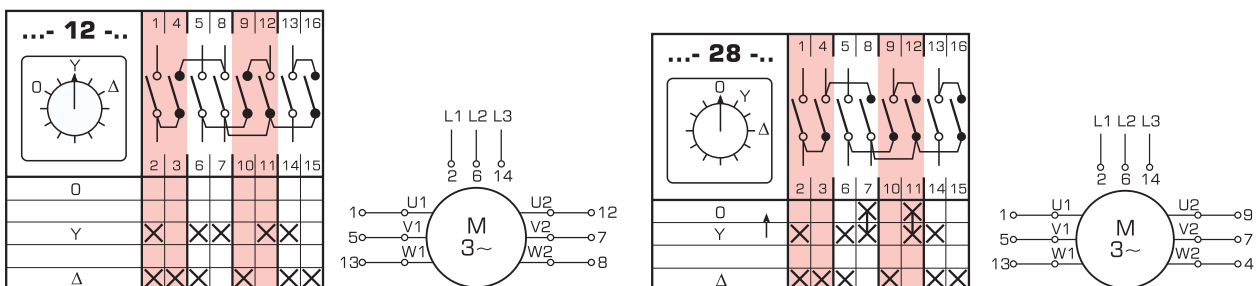 ...- 12 -..
1 4 5 8 9 12 13 16
Y
0 Δ
2 3 6 7 10 11 14 15
0
Y
Δ
L1 L2 L3
2 6 14
1 U1 U2 12
5 V1 M V2 7
13 W1 3~ W2 8
...- 28 -..
1 4 5 8 9 12 13 16
0
Y
Δ
2 3 6 7 10 11 14 15
0
Y
Δ
L1 L2 L3
2 6 14
1 U1 U2 9
5 V1 M V2 7
13 W1 3~ W2 4